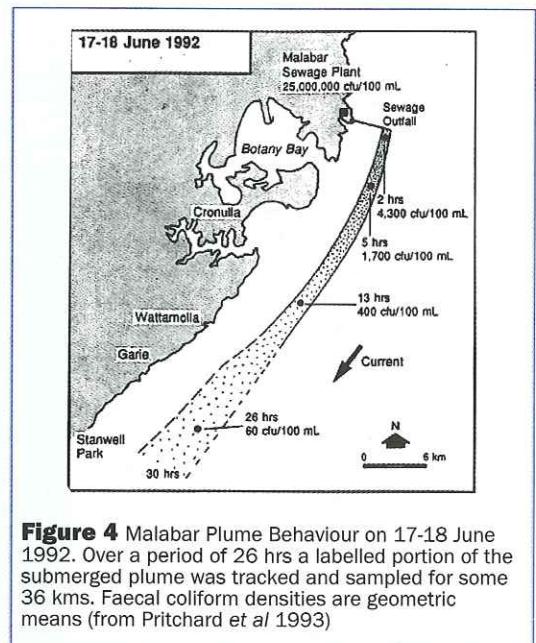 17-18 June 1992
Malabar
Sewage Plant
25,000,000 cfu/100 mL
Sewage
Outfall
Botany Bay
2 hrs
4,300 cfu/100 mL
Cronulla
5 hrs
1,700 cfu/100 mL
13 hrs
400 cfu/100 mL
Wattamolla
Garie
Current
26 hrs
60 cfu/100 mL
N
Stanwell
Park
0 6 km
30 hrs
Figure 4 Malabar Plume Behaviour on 17-18 June
1992. Over a period of 26 hrs a labelled portion of the
submerged plume was tracked and sampled for some
36 kms. Faecal coliform densities are geometric
means (from Pritchard et al 1993)